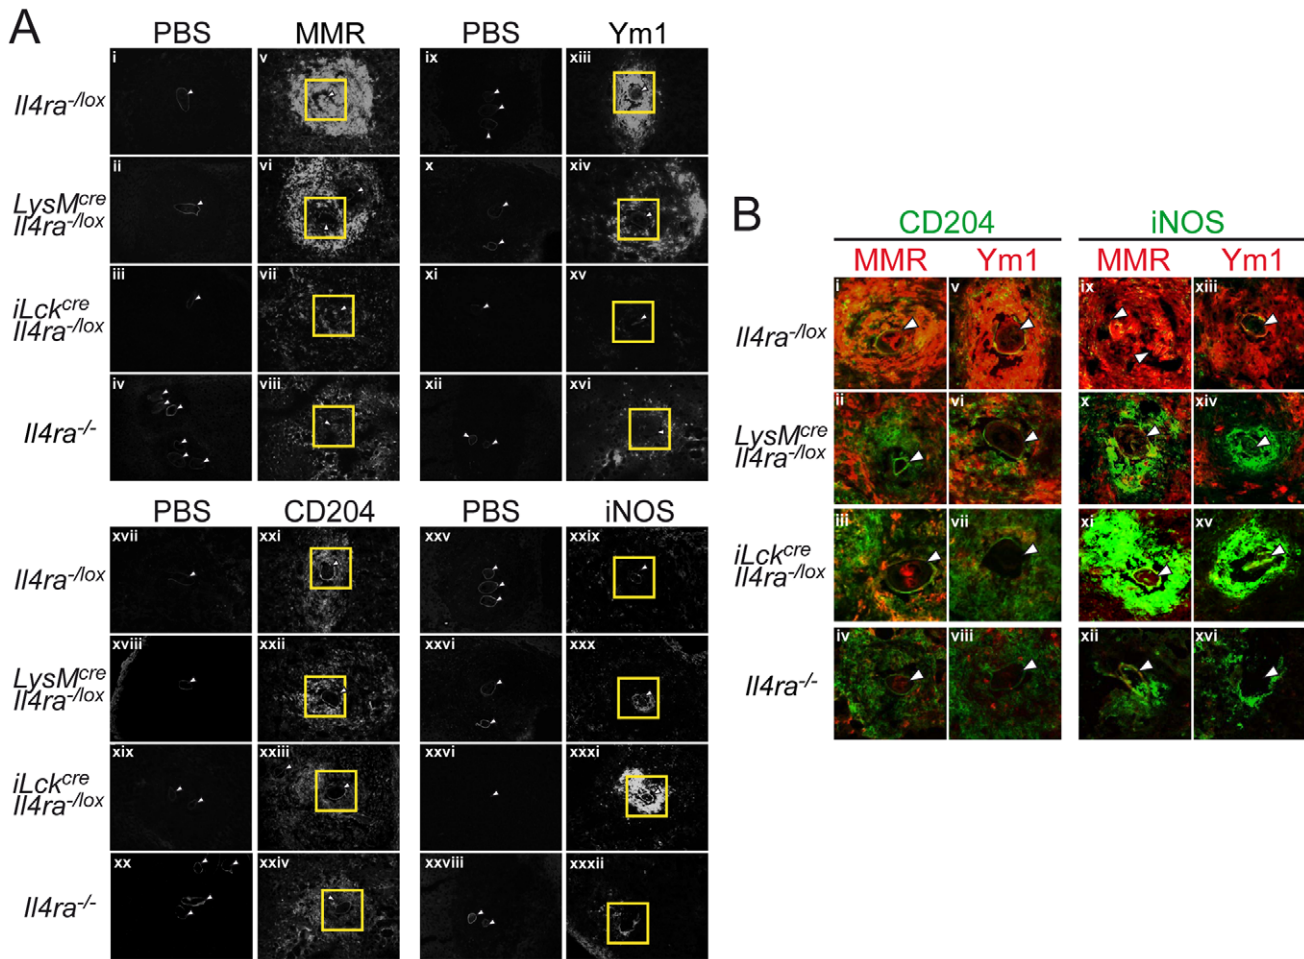 A
PBS MMR PBS Ym1
Il4ra-/lox
i v ix xiii
LysMcre
Il4ra-/lox
ii vi x xiv
iLckcre
Il4ra-/lox
iii vii xi xv
Il4ra-/-
iv viii xii xvi
PBS CD204 PBS iNOS
Il4ra-/lox
xvii xxi xxv xxix
LysMcre
Il4ra-/lox
xviii xxii xxvi xxx
iLckcre
Il4ra-/lox
xix xxiii xxvi xxxi
Il4ra-/-
xx xxiv xxviii xxxii
B
CD204 iNOS
MMR Ym1 MMR Ym1
Il4ra-/lox
i v ix xiii
LysMcre
Il4ra-/lox
ii vi x xiv
iLckcre
Il4ra-/lox
iii vii xi xv
Il4ra-/-
iv viii xii xvi